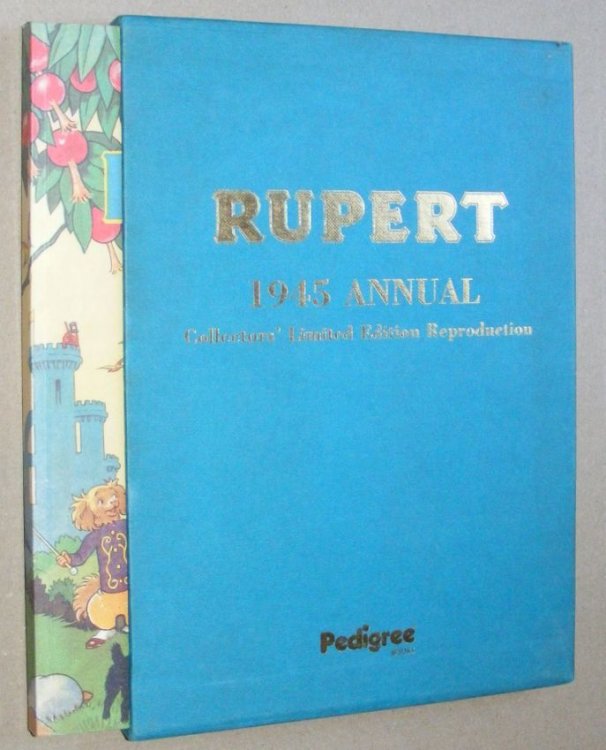 RUPERT
1945 ANNUAL
Collectors' Limited Edition Reproduction
Pedigree